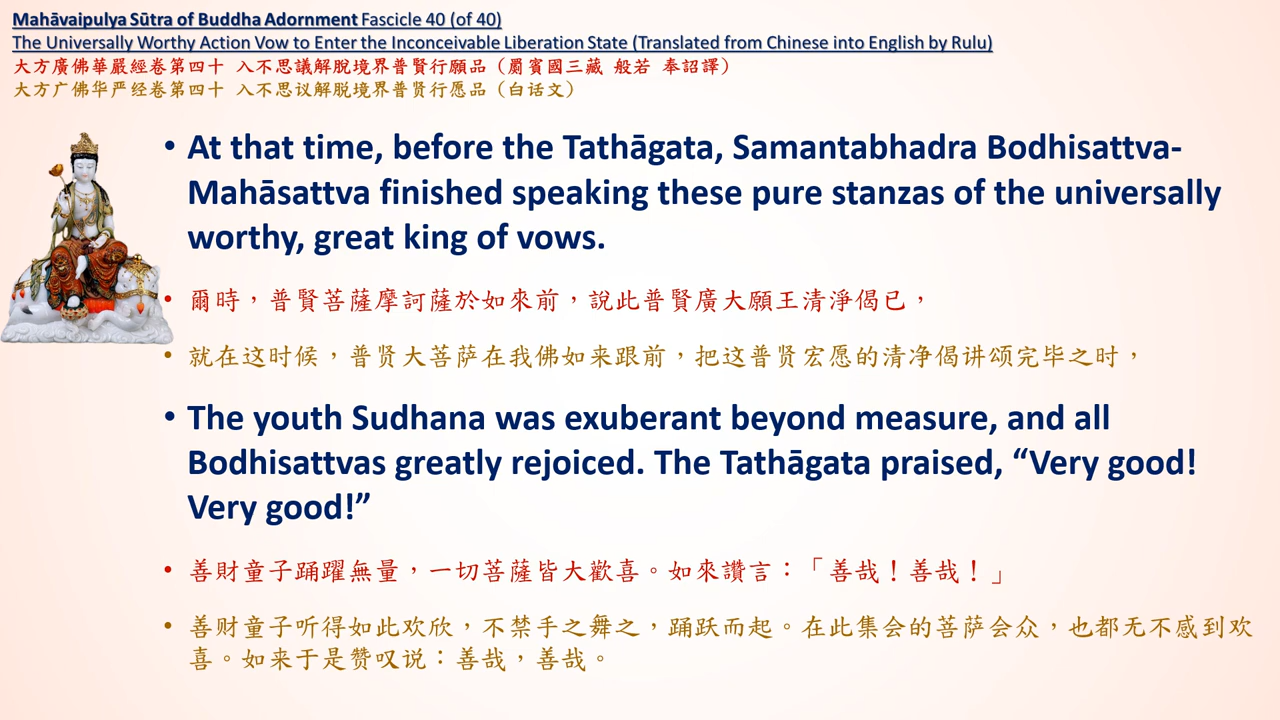 Mahāvaipulya Sūtra of Buddha Adornment Fascicle 40 (of 40)
The Universally Worthy Action Vow to Enter the Inconceivable Liberation State (Translated from Chinese into English by Rulu)
大方廣佛華嚴經卷第四十 入不思議解脫境界普賢行願品（罽賓國三藏 般若 奉詔譯）
大方广佛华严经卷第四十 入不思议解脱境界普贤行愿品（白话文）
• At that time, before the Tathāgata, Samantabhadra Bodhisattva-
Mahāsattva finished speaking these pure stanzas of the universally
worthy, great king of vows.
• 爾時，普賢菩薩摩訶薩於如來前，說此普賢廣大願王清淨偈已，
• 就在这时候，普贤大菩萨在我佛如来跟前，把这普贤宏愿的清净偈讲颂完毕之时，
• The youth Sudhana was exuberant beyond measure, and all
Bodhisattvas greatly rejoiced. The Tathāgata praised, “Very good!
Very good!”
• 善財童子踊躍無量，一切菩薩皆大歡喜。如來讚言：「善哉！善哉！」
• 善财童子听得如此欢欣，不禁手之舞之，踊跃而起。在此集会的菩萨会众，也都无不感到欢
喜。如来于是赞叹说：善哉，善哉。